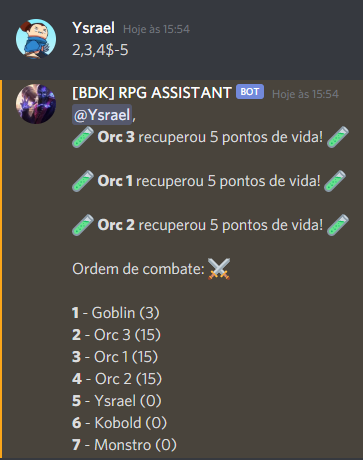 Ysrael Hoje às 15:54
2,3,4$-5
[BDK] RPG ASSISTANT BOT Hoje às 15:54
@Ysrael,
Orc 3 recuperou 5 pontos de vida!
Orc 1 recuperou 5 pontos de vida!
Orc 2 recuperou 5 pontos de vida!
Ordem de combate:
1 - Goblin (3)
2 - Orc 3 (15)
3 - Orc 1 (15)
4 - Orc 2 (15)
5 - Ysrael (0)
6 - Kobold (0)
7 - Monstro (0)